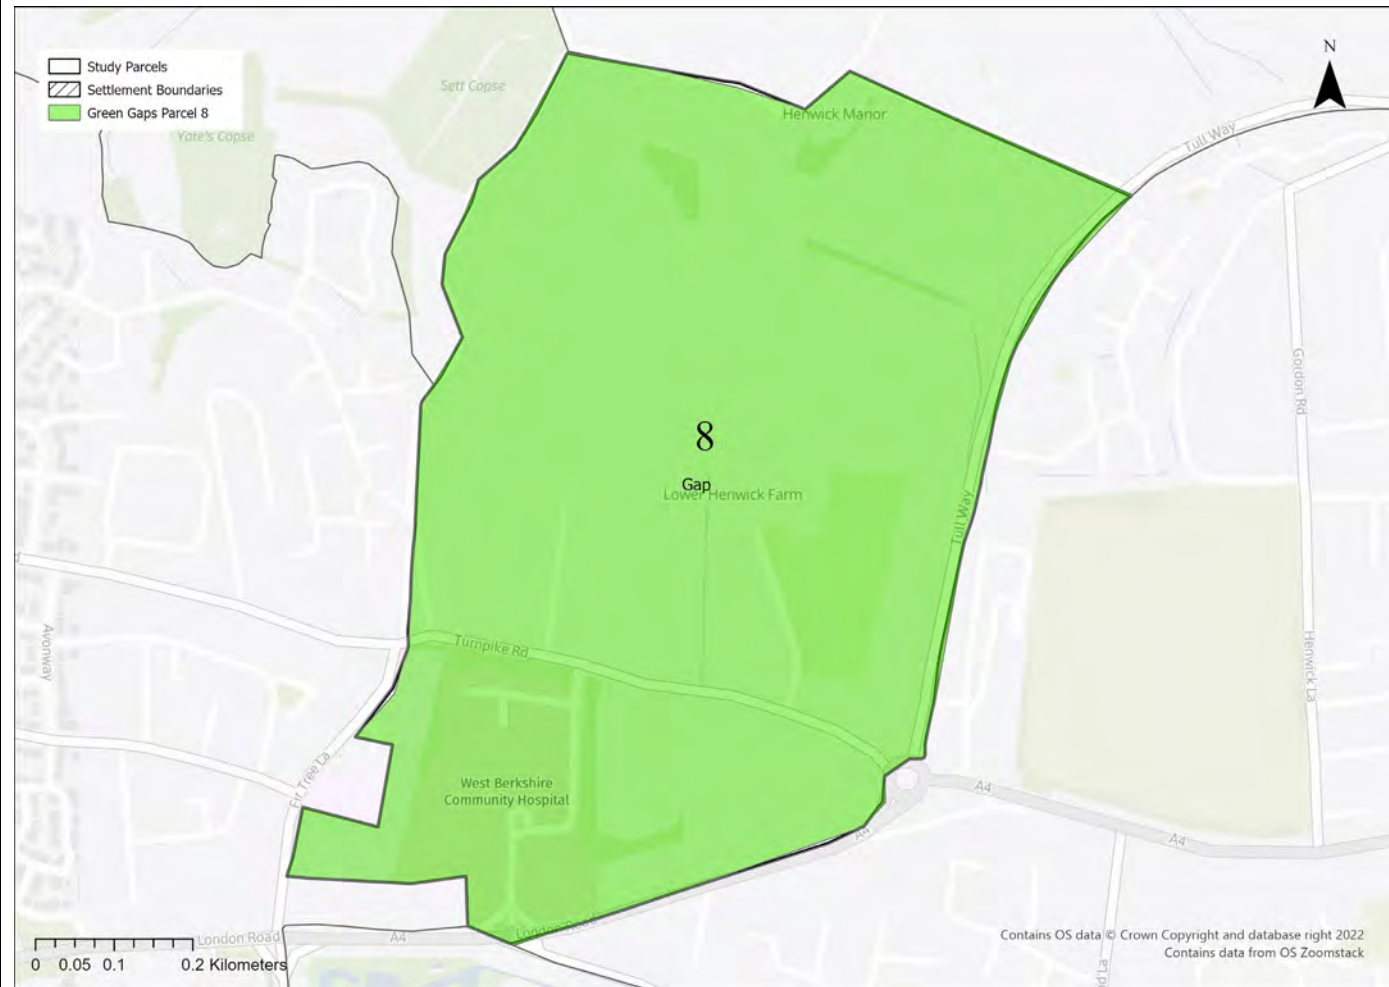 N
Study Parcels
Settlement Boundaries
Green Gaps Parcel 8
Sett Copse
Yate's Copse
Henwick Manor
Tull Way
Gordon Rd
8
Gap
Lower Henwick Farm
Tull Way
Turnpike Rd
Avonway
Henwick La
Fir Tree La
West Berkshire
Community Hospital
A4
A4
A4
London Road
London Road
A4
Contains OS data © Crown Copyright and database right 2022
Contains data from OS Zoomstack
0 0.05 0.1 0.2 Kilometers